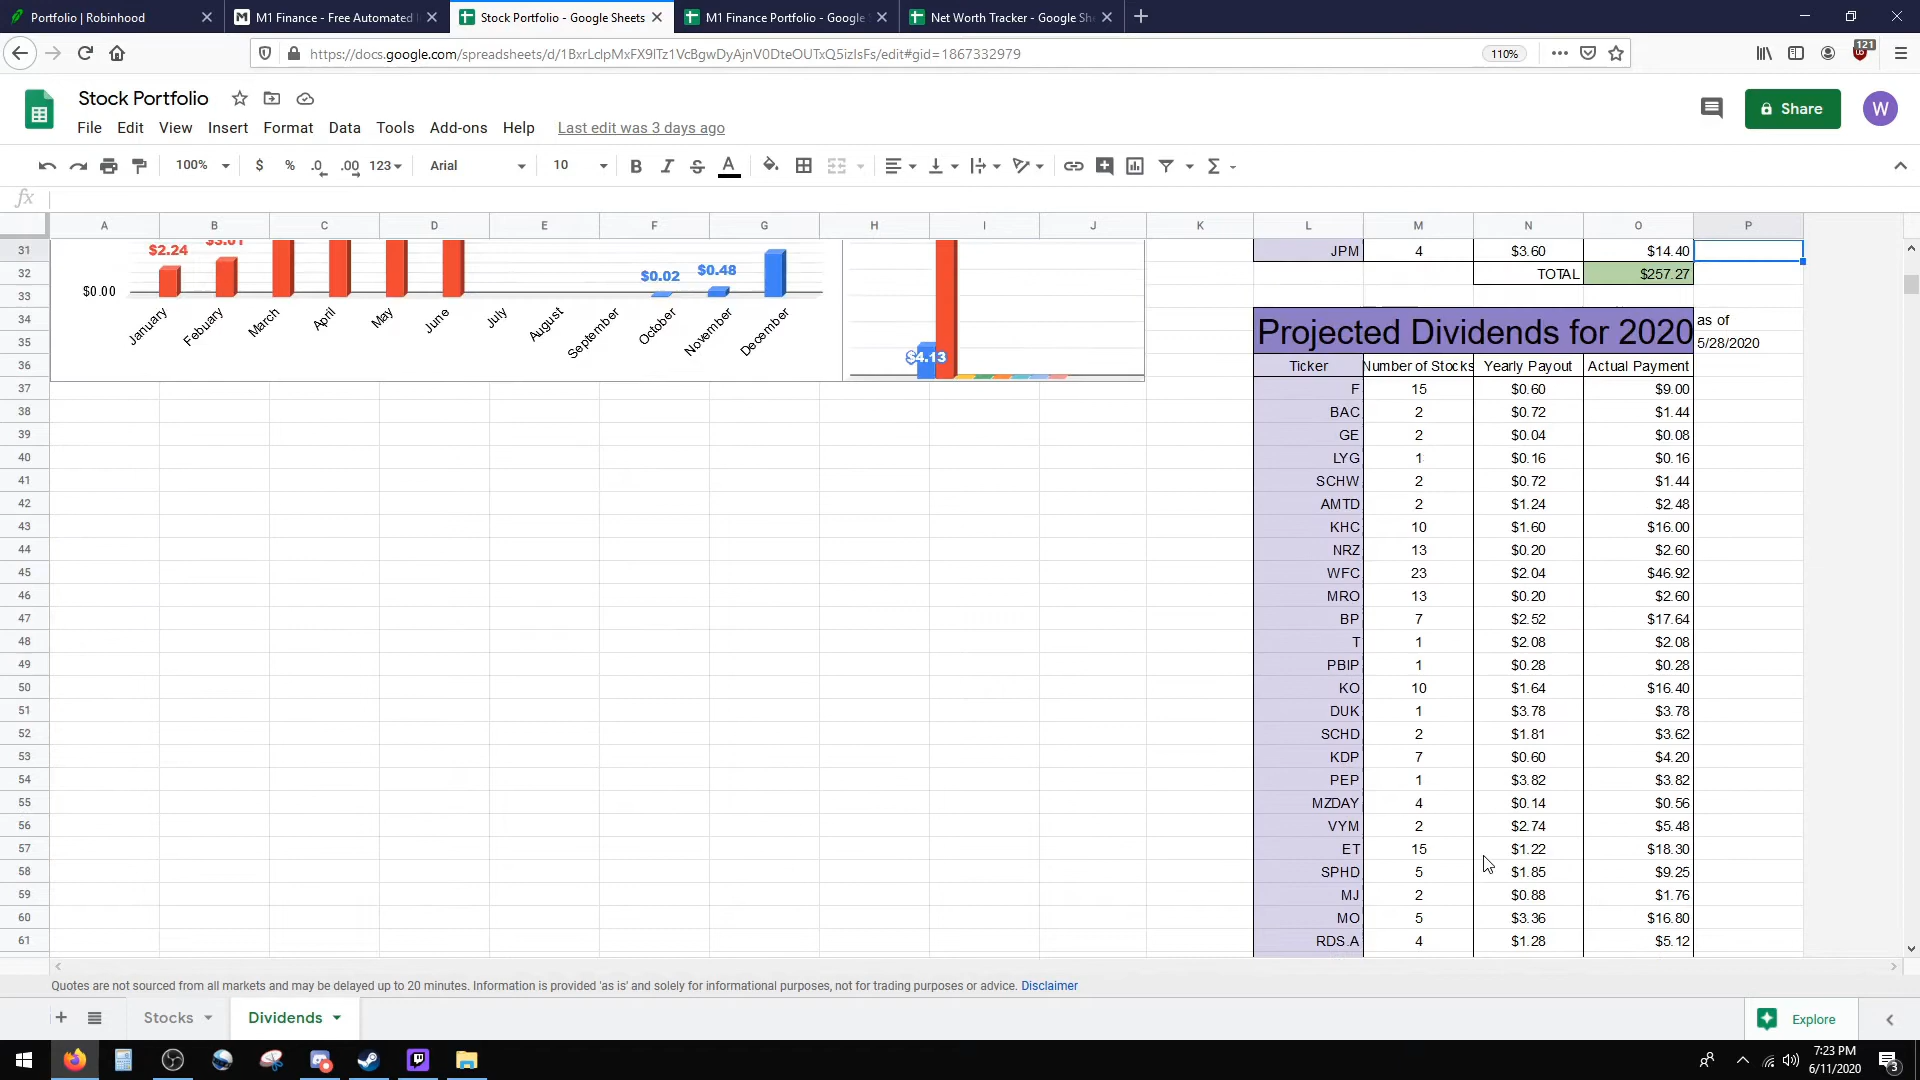 Portfolio | Robinhood
M1 Finance - Free Automated
Stock Portfolio - Google Sheets
M1 Finance Portfolio - Google
Net Worth Tracker - Google Sh
https://docs.google.com/spreadsheets/d/1BxrLclpMxFX9lTz1VcBgwDyAjnV0DteOUTxQ5izIsFs/edit#gid=1867332979
110%
121
Stock Portfolio
File Edit View Insert Format Data Tools Add-ons Help Last edit was 3 days ago
Share
W
100% $ % .0 .00 123 Arial 10 B I S A Σ
fx
A B C D E F G H I J K L M N O P
31 JPM 4 $3.60 $14.40
32 TOTAL $257.27
33
34
35
36
37
38
39
40
41
42
43
44
45
46
47
48
49
50
51
52
53
54
55
56
57
58
59
60
61
$2.24
$3.61
$0.02
$0.48
$0.00
January
Febuary
March
April
May
June
July
August
September
October
November
December
$4.13
Projected Dividends for 2020
as of
5/28/2020
Ticker Number of Stocks Yearly Payout Actual Payment
F 15 $0.60 $9.00
BAC 2 $0.72 $1.44
GE 2 $0.04 $0.08
LYG 1 $0.16 $0.16
SCHW 2 $0.72 $1.44
AMTD 2 $1.24 $2.48
KHC 10 $1.60 $16.00
NRZ 13 $0.20 $2.60
WFC 23 $2.04 $46.92
MRO 13 $0.20 $2.60
BP 7 $2.52 $17.64
T 1 $2.08 $2.08
PBIP 1 $0.28 $0.28
KO 10 $1.64 $16.40
DUK 1 $3.78 $3.78
SCHD 2 $1.81 $3.62
KDP 7 $0.60 $4.20
PEP 1 $3.82 $3.82
MZDAY 4 $0.14 $0.56
VYM 2 $2.74 $5.48
ET 15 $1.22 $18.30
SPHD 5 $1.85 $9.25
MJ 2 $0.88 $1.76
MO 5 $3.36 $16.80
RDS.A 4 $1.28 $5.12
Quotes are not sourced from all markets and may be delayed up to 20 minutes. Information is provided 'as is' and solely for informational purposes, not for trading purposes or advice. Disclaimer
Stocks
Dividends
Explore
7:23 PM
6/11/2020
3